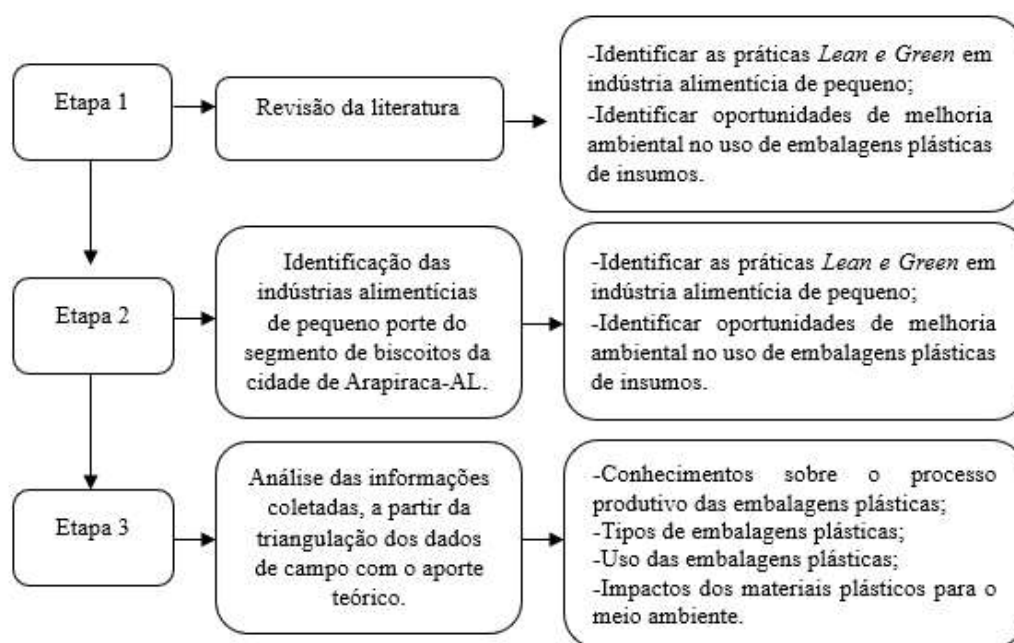 Etapa 1
Revisão da literatura
-Identificar as práticas Lean e Green em
indústria alimentícia de pequeno;
-Identificar oportunidades de melhoria
ambiental no uso de embalagens plásticas
de insumos.
Etapa 2
Identificação das
indústrias alimentícias
de pequeno porte do
segmento de biscoitos da
cidade de Arapiraca-AL.
-Identificar as práticas Lean e Green em
indústria alimentícia de pequeno;
-Identificar oportunidades de melhoria
ambiental no uso de embalagens plásticas
de insumos.
Etapa 3
Análise das informações
coletadas, a partir da
triangulação dos dados
de campo com o aporte
teórico.
-Conhecimentos sobre o processo
produtivo das embalagens plásticas;
-Tipos de embalagens plásticas;
-Uso das embalagens plásticas;
-Impactos dos materiais plásticos para o
meio ambiente.